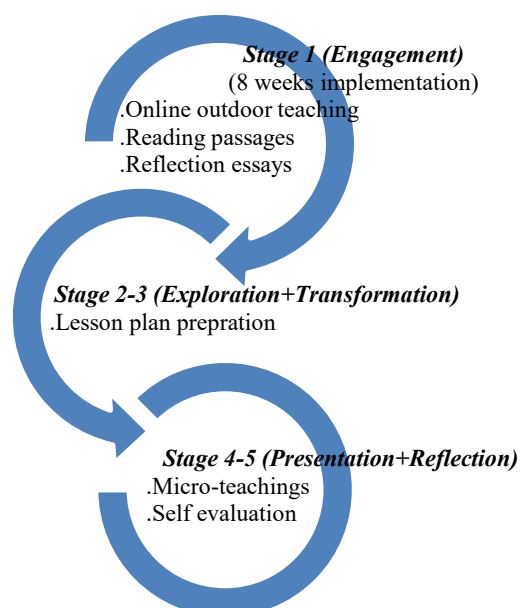 Stage 1 (Engagement)
(8 weeks implementation)
.Online outdoor teaching
.Reading passages
.Reflection essays
Stage 2-3 (Exploration+Transformation)
.Lesson plan prepration
Stage 4-5 (Presentation+Reflection)
.Micro-teachings
.Self evaluation